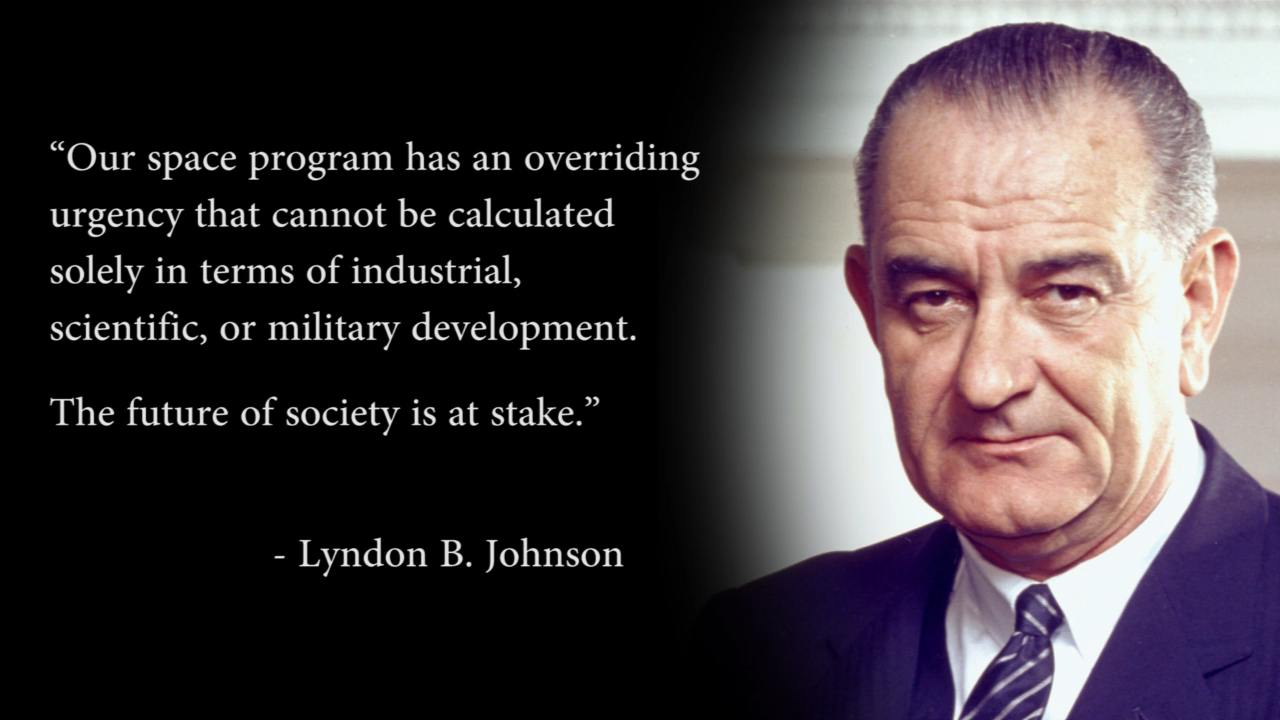 “Our space program has an overriding
urgency that cannot be calculated
solely in terms of industrial,
scientific, or military development.
The future of society is at stake.”
- Lyndon B. Johnson